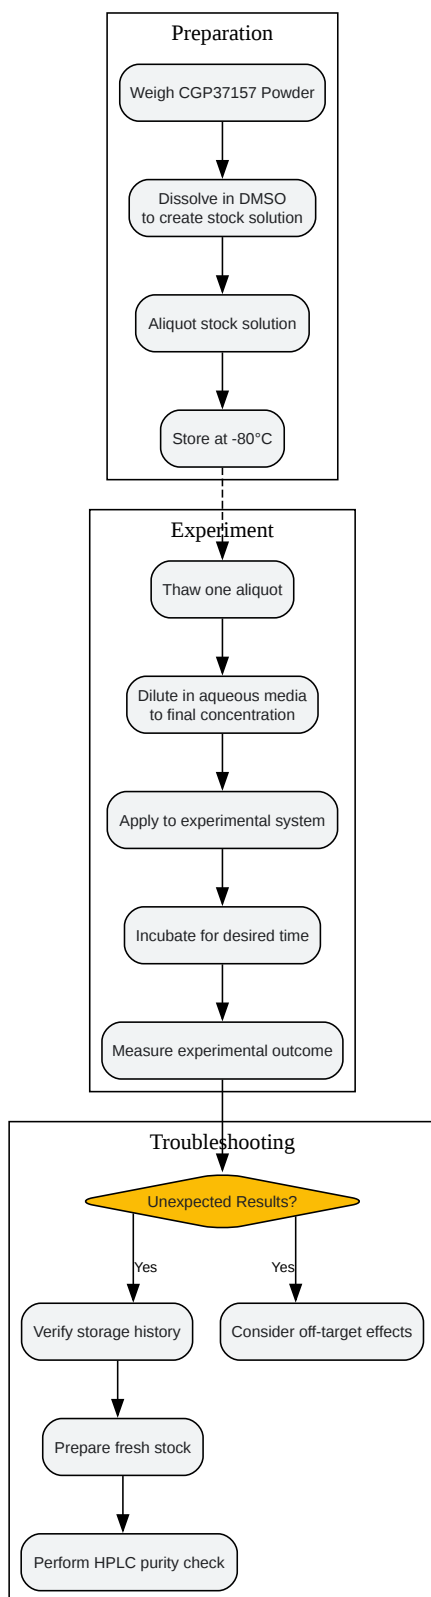 Preparation
Weigh CGP37157 Powder
Dissolve in DMSO
to create stock solution
Aliquot stock solution
Store at -80°C
Experiment
Thaw one aliquot
Dilute in aqueous media
to final concentration
Apply to experimental system
Incubate for desired time
Measure experimental outcome
Troubleshooting
Unexpected Results?
Yes
Yes
Verify storage history
Consider off-target effects
Prepare fresh stock
Perform HPLC purity check